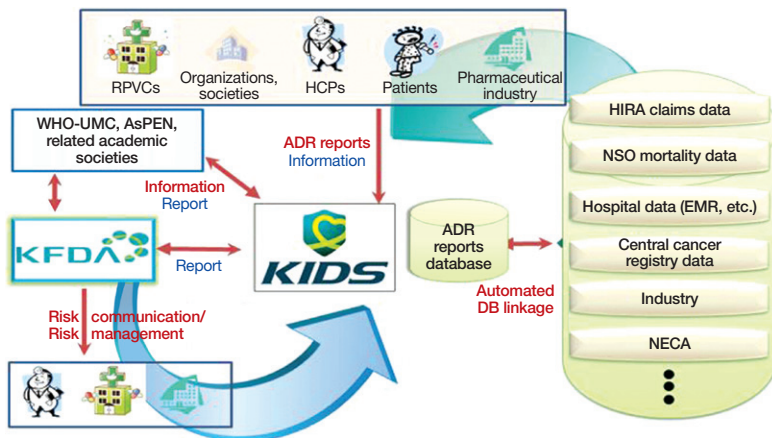 RPVCs
Organizations,
societies
HCPs
Patients
Pharmaceutical
industry
WHO-UMC, AsPEN,
related academic
societies
ADR reports
Information
Information
Report
KFDA
Report
KIDS
ADR
reports
database
Automated
DB linkage
HIRA claims data
NSO mortality data
Hospital data (EMR, etc.)
Central cancer
registry data
Industry
NECA
Risk communication/
Risk management